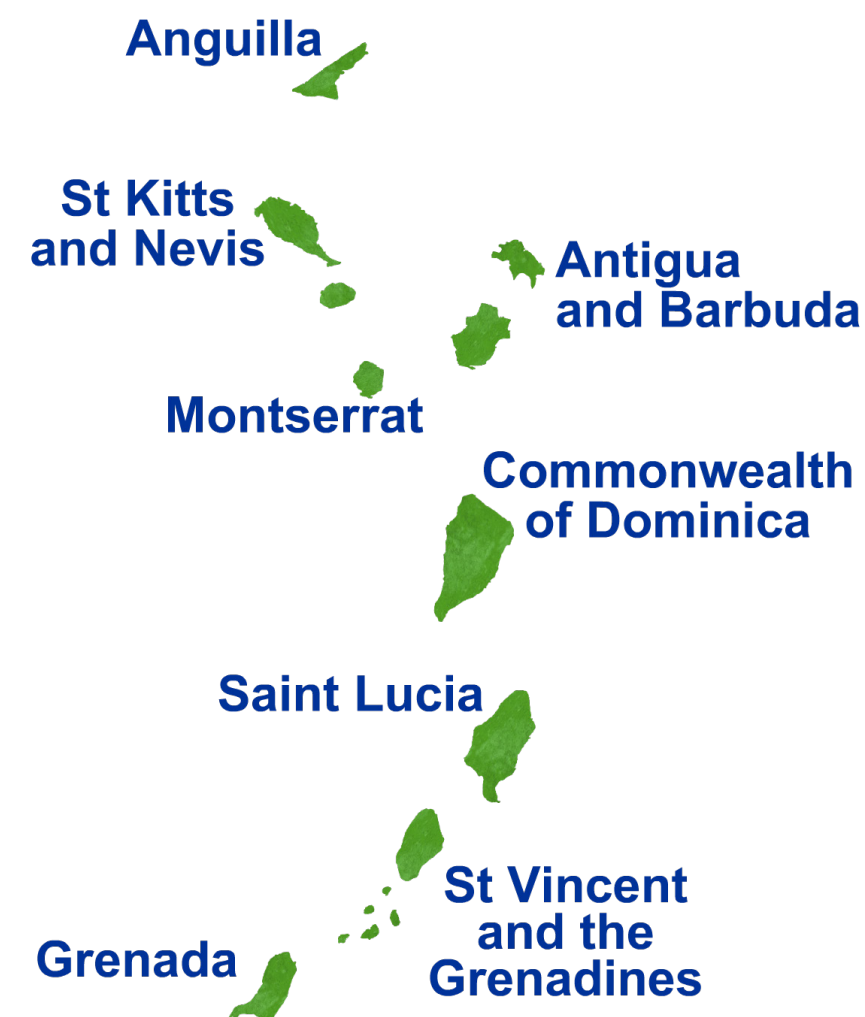 Anguilla
St Kitts
and Nevis
Antigua
and Barbuda
Montserrat
Commonwealth
of Dominica
Saint Lucia
St Vincent
and the
Grenadines
Grenada